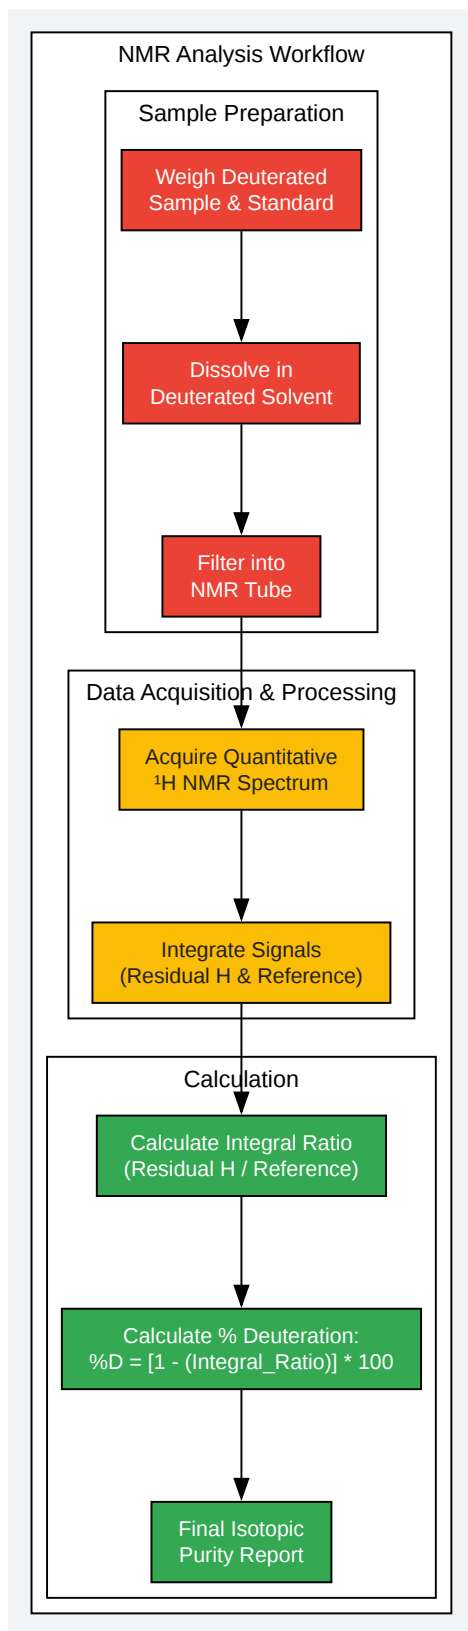 NMR Analysis Workflow
Sample Preparation
Weigh Deuterated
Sample & Standard
Dissolve in
Deuterated Solvent
Filter into
NMR Tube
Data Acquisition & Processing
Acquire Quantitative
¹H NMR Spectrum
Integrate Signals
(Residual H & Reference)
Calculation
Calculate Integral Ratio
(Residual H / Reference)
Calculate % Deuteration:
%D = [1 - (Integral_Ratio)] * 100
Final Isotopic
Purity Report